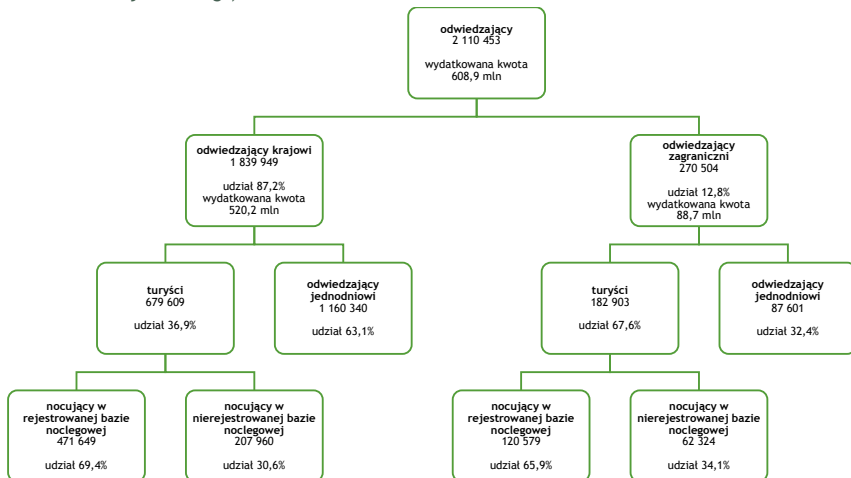 odwiedzający
2 110 453
wydatkowana kwota
608,9 mln
odwiedzający krajowi
1 839 949
udział 87,2%
wydatkowana kwota
520,2 mln
odwiedzający
zagraniczni
270 504
udział 12,8%
wydatkowana kwota
88,7 mln
turyści
679 609
udział 36,9%
odwiedzający
jednodniowi
1 160 340
udział 63,1%
turyści
182 903
udział 67,6%
odwiedzający
jednodniowi
87 601
udział 32,4%
nocujący w
rejestrowanej bazie
noclegowej
471 649
udział 69,4%
nocujący w
nierejestrowanej bazie
noclegowej
207 960
udział 30,6%
nocujący w
rejestrowanej bazie
noclegowej
120 579
udział 65,9%
nocujący w
nierejestrowanej bazie
noclegowej
62 324
udział 34,1%